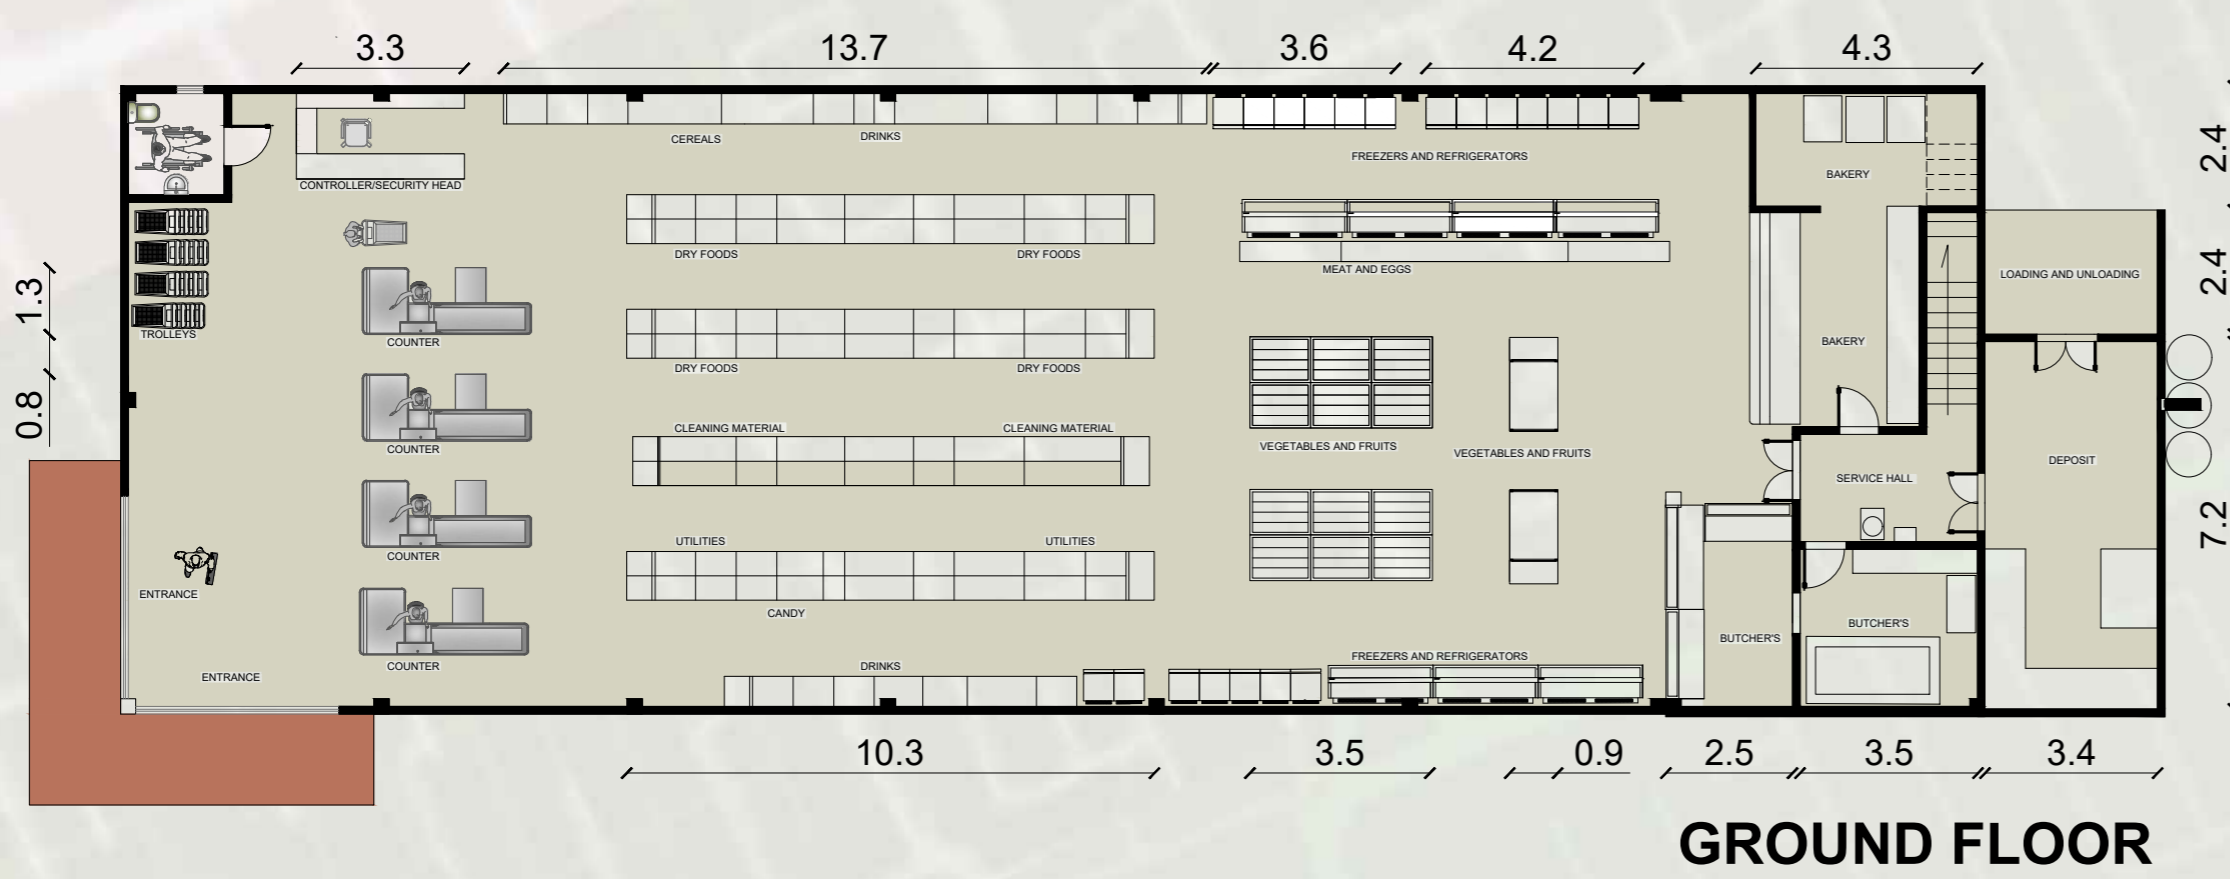 3.3
13.7
3.6
4.2
4.3
CEREALS
DRINKS
FREEZERS AND REFRIGERATORS
2.4
BAKERY
CONTROLLER/SECURITY HEAD
DRY FOODS
DRY FOODS
MEAT AND EGGS
LOADING AND UNLOADING
2.4
1.3
TROLLEYS
COUNTER
BAKERY
DRY FOODS
DRY FOODS
0.8
CLEANING MATERIAL
CLEANING MATERIAL
COUNTER
VEGETABLES AND FRUITS
VEGETABLES AND FRUITS
DEPOSIT
SERVICE HALL
7.2
UTILITIES
UTILITIES
COUNTER
ENTRANCE
CANDY
BUTCHER'S
BUTCHER'S
COUNTER
DRINKS
FREEZERS AND REFRIGERATORS
ENTRANCE
10.3
3.5
0.9
2.5
3.5
3.4
GROUND FLOOR